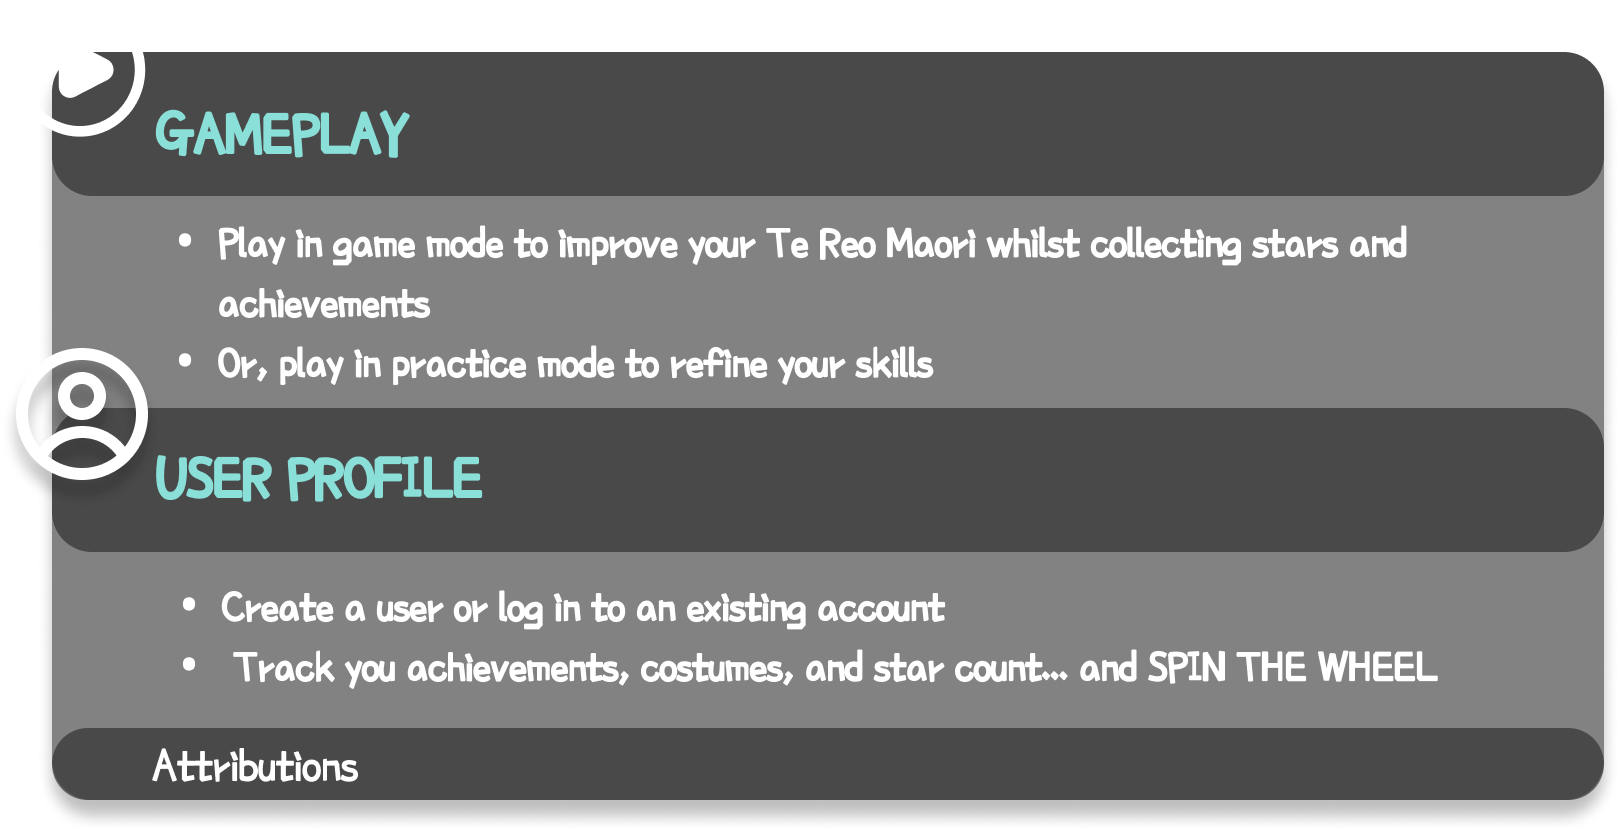 GAMEPLAY
• Play in game mode to improve your Te Reo Maori whilst collecting stars and
achievements
• Or, play in practice mode to refine your skills
USER PROFILE
• Create a user or log in to an existing account
• Track you achievements, costumes, and star count... and SPIN THE WHEEL
Attributions